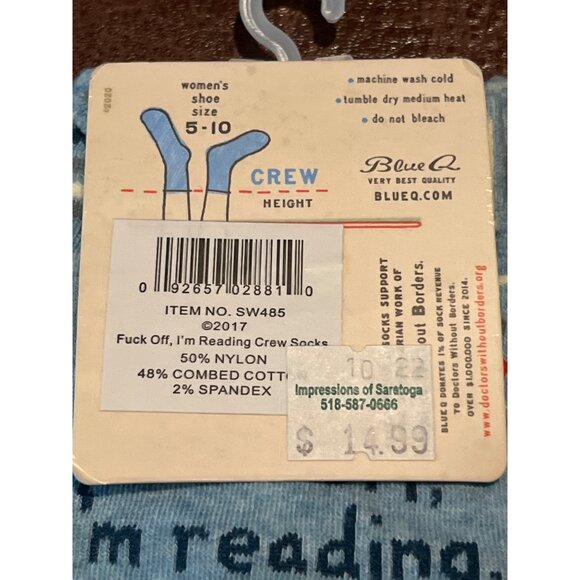 ©2020
women's
shoe
size
5-10
CREW
HEIGHT
• machine wash cold
• tumble dry medium heat
• do not bleach
Blue Q
VERY BEST QUALITY
BLUEQ.COM
0 92657 02881 0
ITEM NO. SW485
©2017
Fuck Off, I'm Reading Crew Socks
50% NYLON
48% COMBED COTTO
2% SPANDEX
10 22
Impressions of Saratoga
518-587-0666
$ 14.99
SOCKS SUPPORT
RIAN WORK OF
out Borders.
BLUE Q DONATES 1% OF SOCK REVENUE
TO Doctors Without Borders.
OVER $1,000,000 SINCE 2014.
www.doctorswithoutborders.org
'm reading.